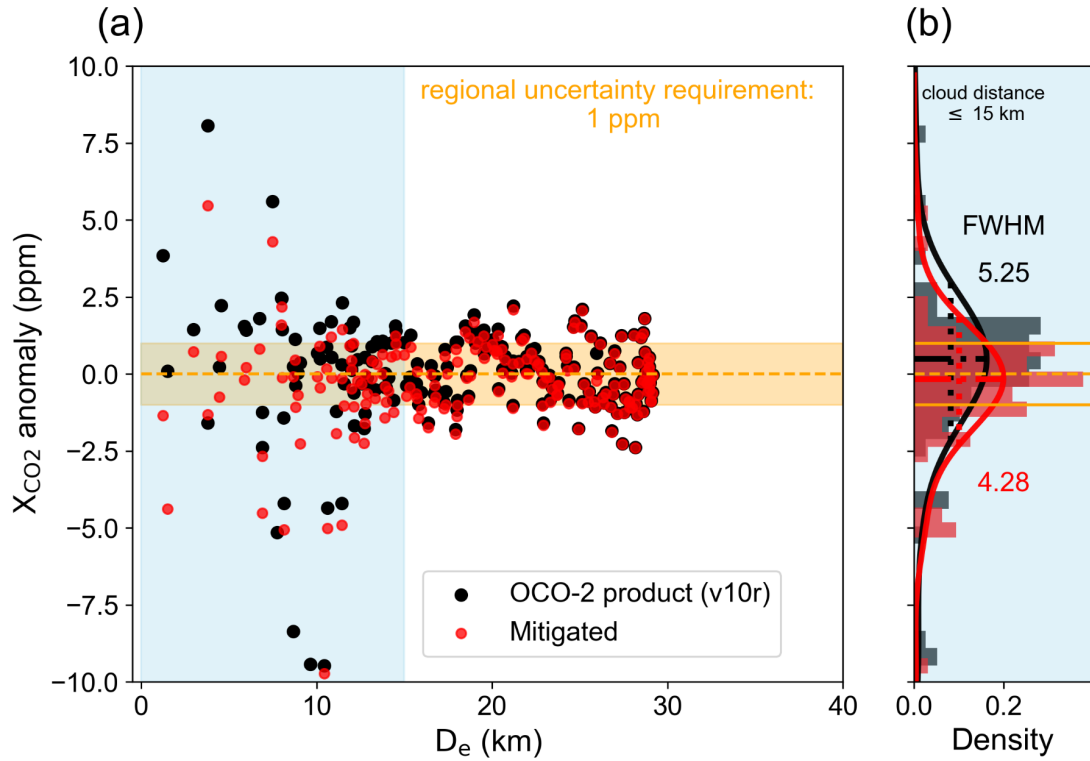 (a)
(b)
10.0
7.5
5.0
2.5
0.0
−2.5
−5.0
−7.5
−10.0
X_CO2 anomaly (ppm)
regional uncertainty requirement:
1 ppm
OCO-2 product (v10r)
Mitigated
0
10
20
30
40
D_e (km)
cloud distance
≤ 15 km
FWHM
5.25
4.28
0.0
0.2
Density